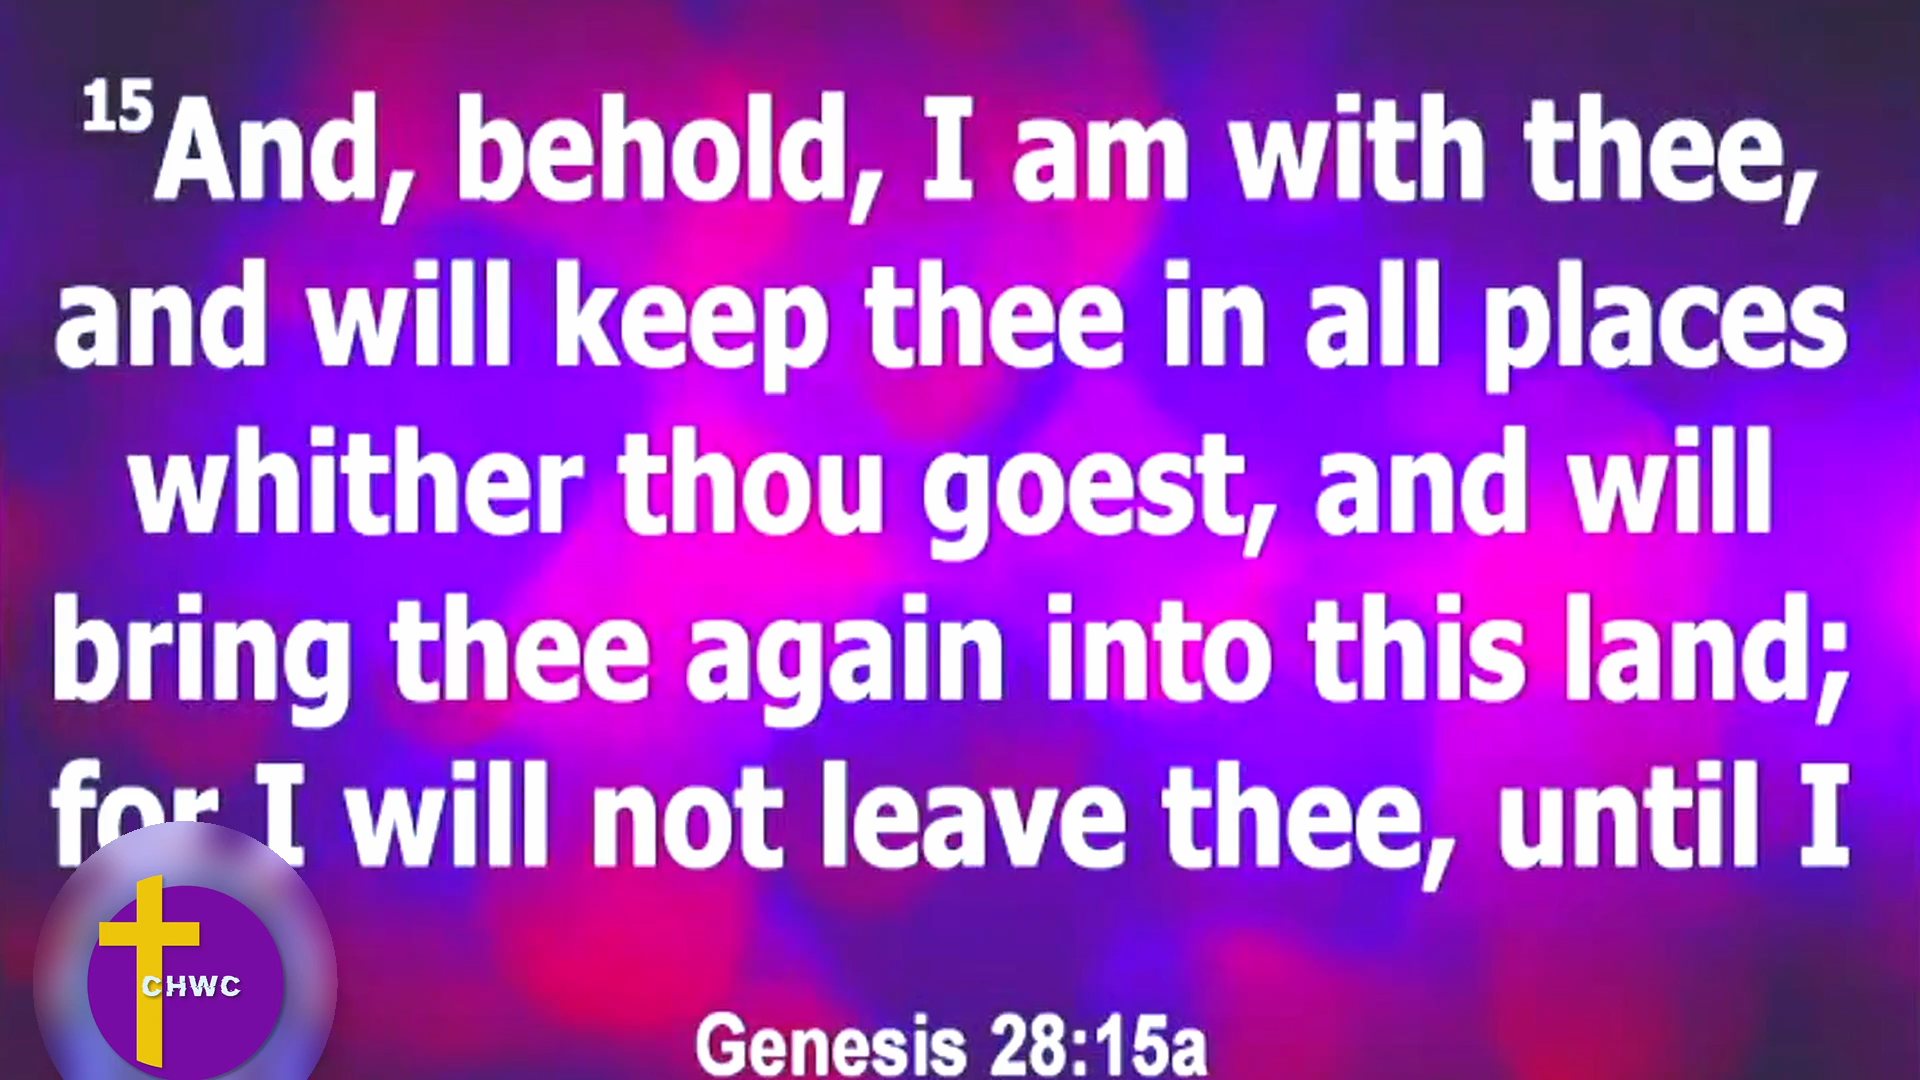 15And, behold, I am with thee,
and will keep thee in all places
whither thou goest, and will
bring thee again into this land;
for I will not leave thee, until I
CHWC
Genesis 28:15a